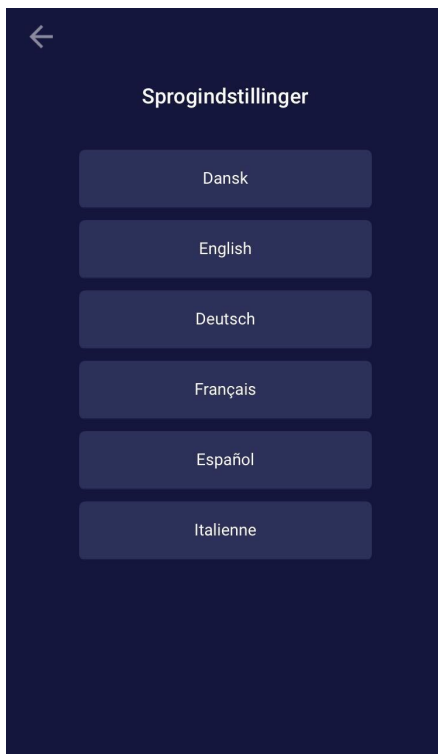 Sprogindstillinger
Dansk
English
Deutsch
Français
Español
Italienne